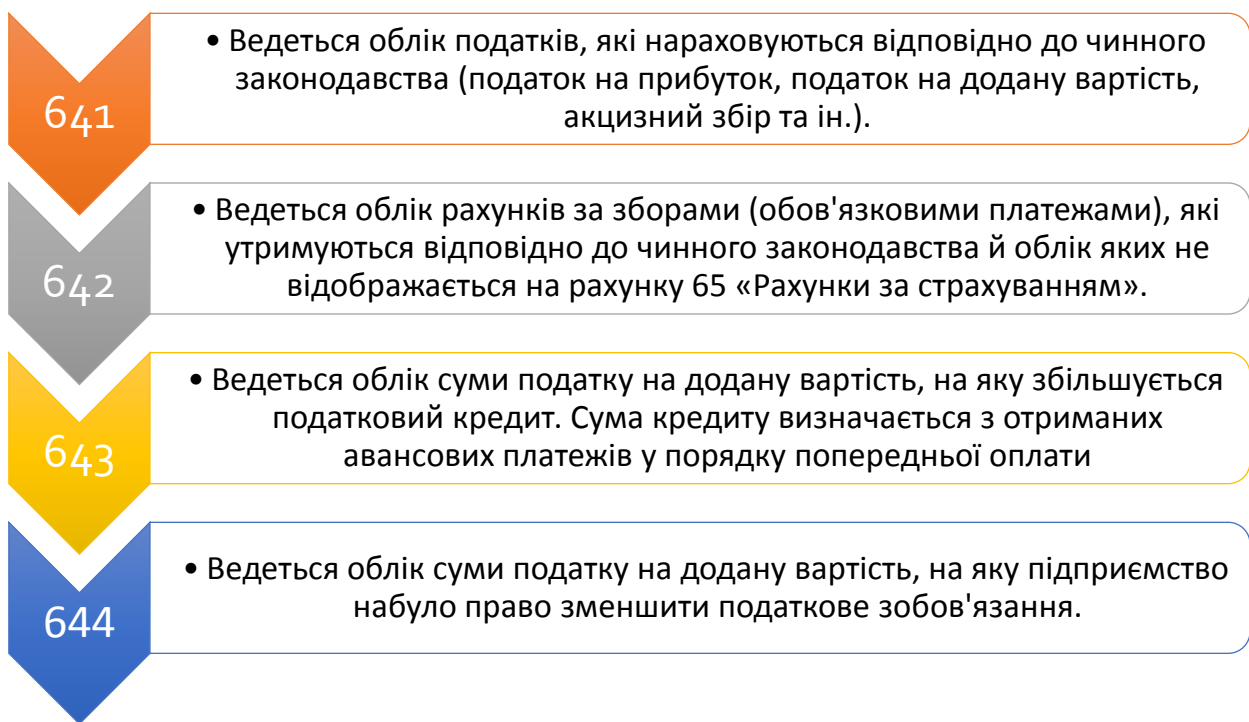 641
• Ведеться облік податків, які нараховуються відповідно до чинного
законодавства (податок на прибуток, податок на додану вартість,
акцизний збір та ін.).
642
• Ведеться облік рахунків за зборами (обов'язковими платежами), які
утримуються відповідно до чинного законодавства й облік яких не
відображається на рахунку 65 «Рахунки за страхуванням».
643
• Ведеться облік суми податку на додану вартість, на яку збільшується
податковий кредит. Сума кредиту визначається з отриманих
авансових платежів у порядку попередньої оплати
644
• Ведеться облік суми податку на додану вартість, на яку підприємство
набуло право зменшити податкове зобов'язання.